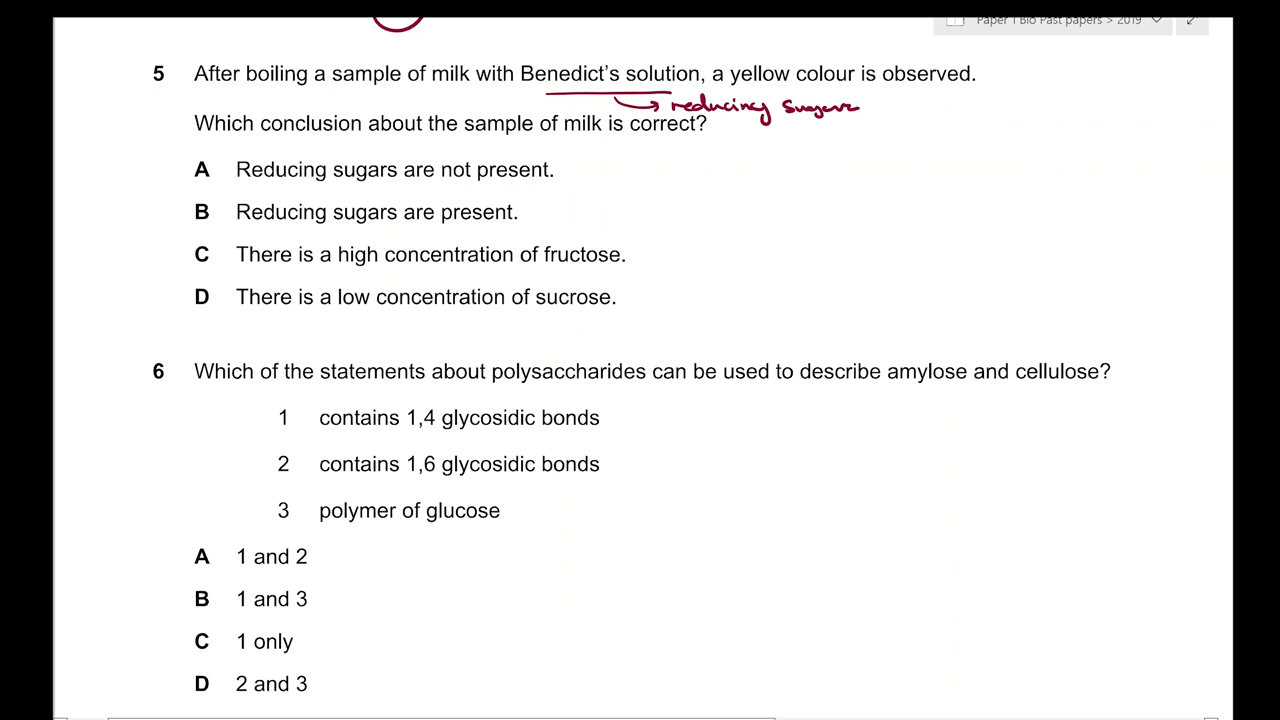 Paper 1 Bio Past papers > 2019
5 After boiling a sample of milk with Benedict's solution, a yellow colour is observed.
reducing sugars
Which conclusion about the sample of milk is correct?
A Reducing sugars are not present.
B Reducing sugars are present.
C There is a high concentration of fructose.
D There is a low concentration of sucrose.
6 Which of the statements about polysaccharides can be used to describe amylose and cellulose?
1 contains 1,4 glycosidic bonds
2 contains 1,6 glycosidic bonds
3 polymer of glucose
A 1 and 2
B 1 and 3
C 1 only
D 2 and 3